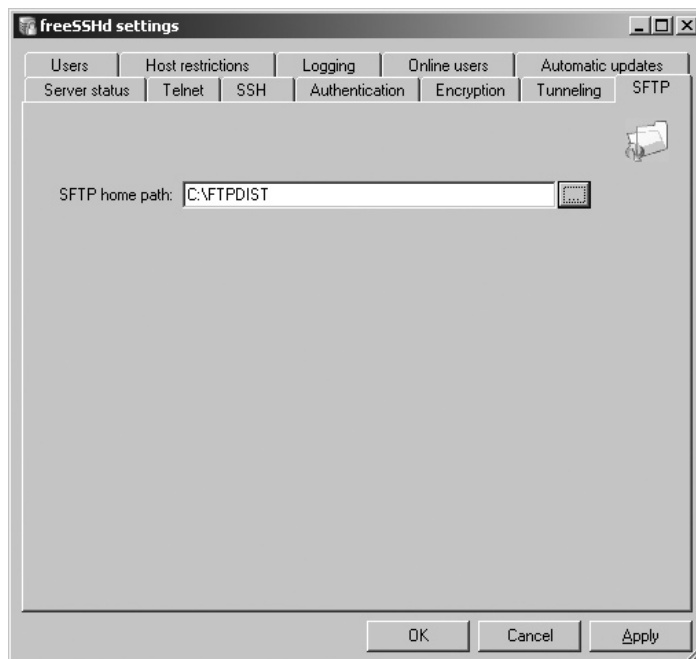 freeSSHd settings
Users Host restrictions Logging Online users Automatic updates
Server status Telnet SSH Authentication Encryption Tunneling SFTP
SFTP home path: C:\FTPDIST ...
OK Cancel Apply